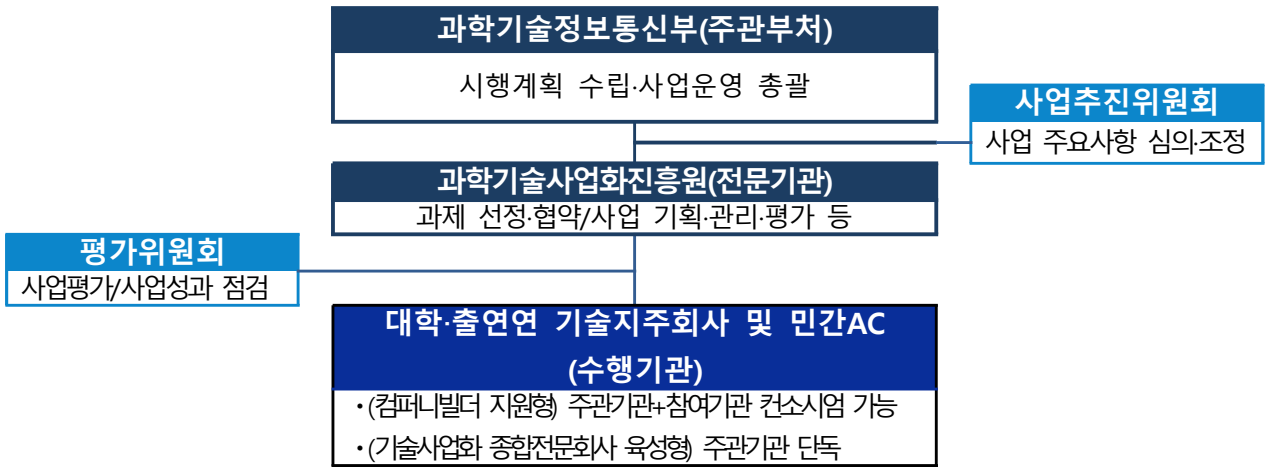 과학기술정보통신부(주관부처)
시행계획 수립·사업운영 총괄
사업추진위원회
사업 주요사항 심의·조정
과학기술사업화진흥원(전문기관)
과제 선정·협약/사업 기획·관리·평가 등
평가위원회
사업평가/사업성과 점검
대학·출연연 기술지주회사 및 민간AC
(수행기관)
·(컴퍼니빌더 지원형) 주관기관+참여기관 컨소시엄 가능
·(기술사업화 종합전문회사 육성형) 주관기관 단독